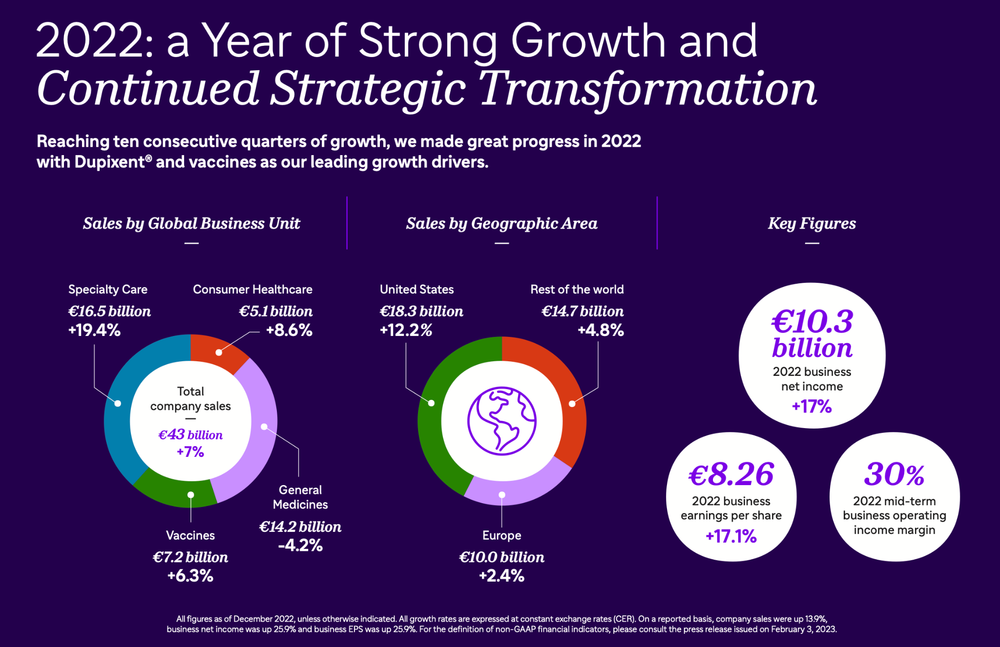 2022: a Year of Strong Growth and
Continued Strategic Transformation
Reaching ten consecutive quarters of growth, we made great progress in 2022
with Dupixent® and vaccines as our leading growth drivers.
Sales by Global Business Unit
—
Specialty Care
€16.5 billion
+19.4%
Consumer Healthcare
€5.1 billion
+8.6%
Total
company sales
—
€43 billion
+7%
General
Medicines
€14.2 billion
-4.2%
Vaccines
€7.2 billion
+6.3%
Sales by Geographic Area
—
United States
€18.3 billion
+12.2%
Rest of the world
€14.7 billion
+4.8%
Europe
€10.0 billion
+2.4%
Key Figures
—
€10.3
billion
2022 business
net income
+17%
€8.26
2022 business
earnings per share
+17.1%
30%
2022 mid-term
business operating
income margin
All figures as of December 2022, unless otherwise indicated. All growth rates are expressed at constant exchange rates (CER). On a reported basis, company sales were up 13.9%,
business net income was up 25.9% and business EPS was up 25.9%. For the definition of non-GAAP financial indicators, please consult the press release issued on February 3, 2023.